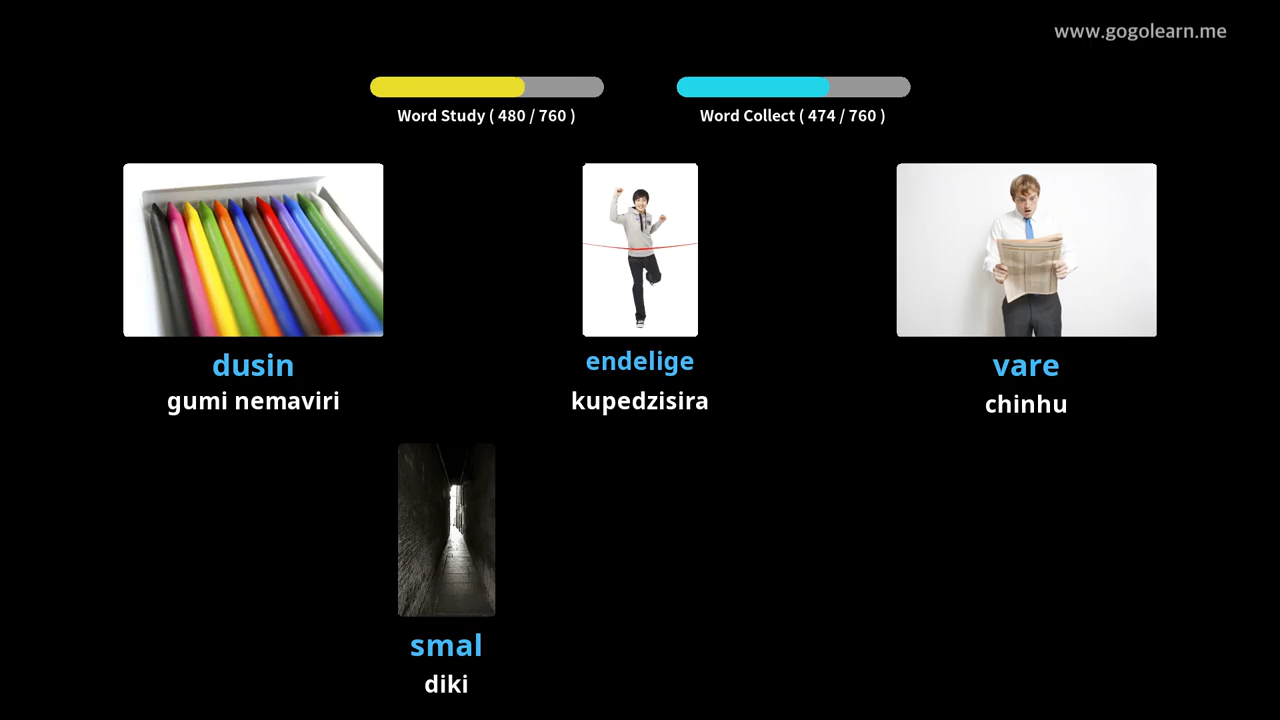 www.gogolearn.me
Word Study ( 480 / 760 )
Word Collect ( 474 / 760 )
dusin
gumi nemaviri
endelige
kupedzisira
vare
chinhu
smal
diki